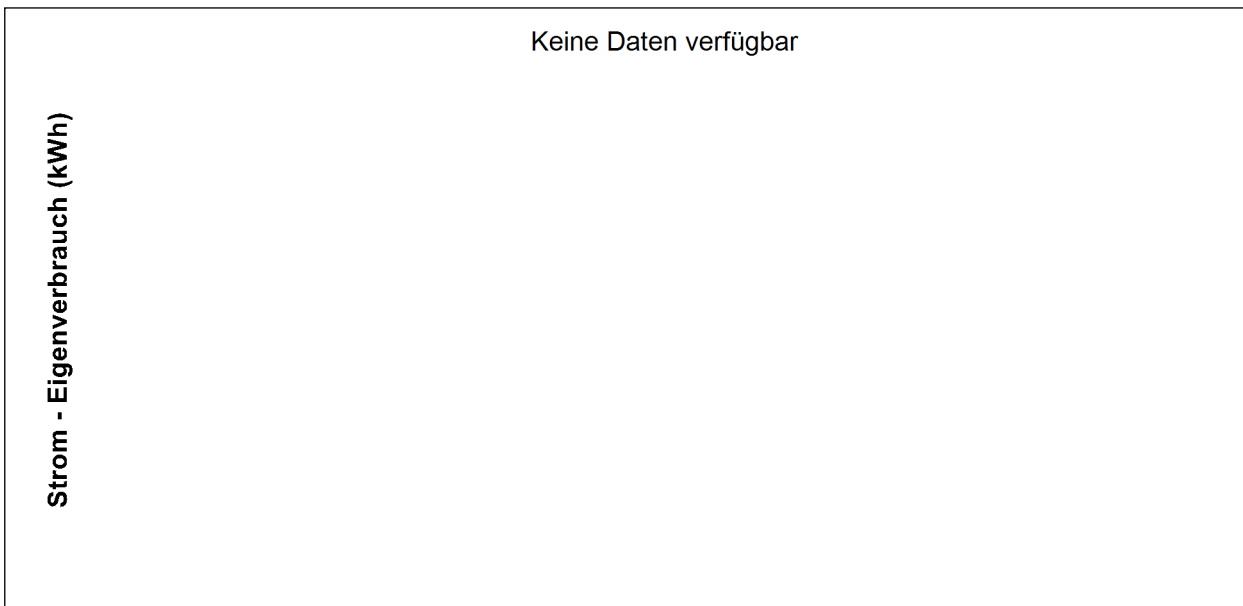 Keine Daten verfügbar
Strom - Eigenverbrauch (kWh)